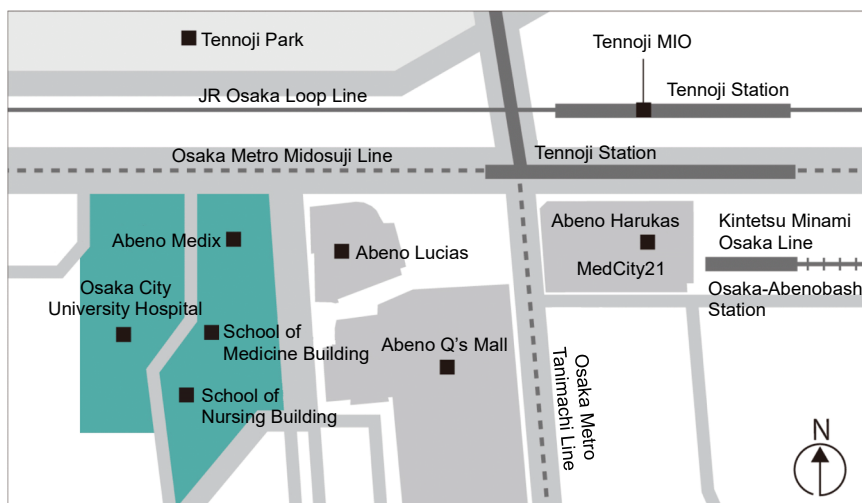 Tennoji Park
Tennoji MIO
JR Osaka Loop Line
Tennoji Station
Osaka Metro Midosuji Line
Tennoji Station
Abeno Medix
Abeno Lucias
Abeno Harukas
MedCity21
Kintetsu Minami
Osaka Line
Osaka-Abenobash
Station
Osaka City
University Hospital
School of
Medicine Building
Abeno Q's Mall
School of
Nursing Building
Osaka Metro
Tanimachi Line
N